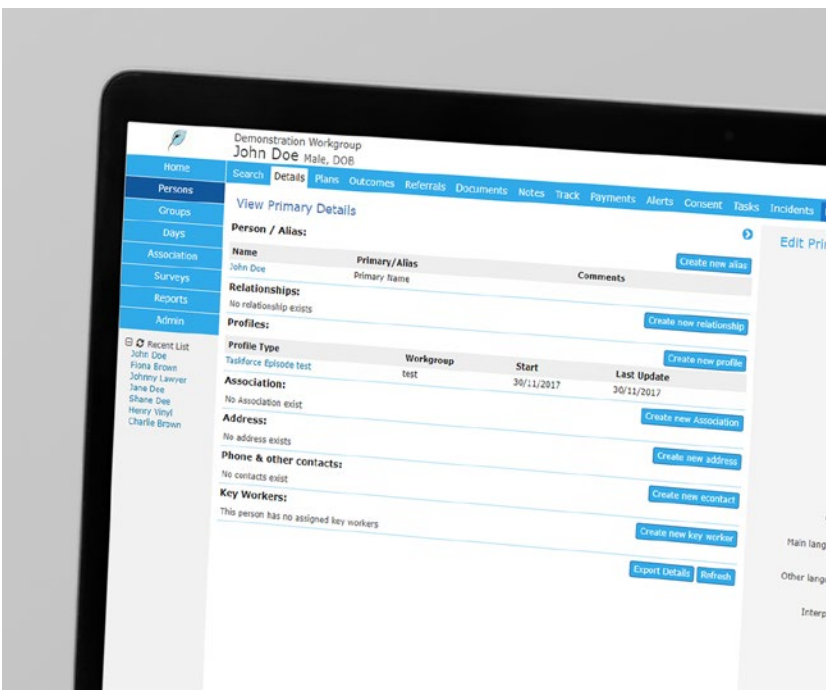 Demonstration Workgroup
John Doe Male, DOB
Home
Persons
Groups
Days
Association
Surveys
Reports
Admin
Recent List
John Doe
Fiona Brown
Johnny Lawyer
Jane Dee
Shane Dee
Henry Vinyl
Charlie Brown
Search Details Plans Outcomes Referrals Documents Notes Track Payments Alerts Consent Tasks Incidents
View Primary Details
Person / Alias:
Create new alias
Name Primary/Alias Comments
John Doe Primary Name
Relationships:
No relationship exists
Create new relationship
Profiles:
Create new profile
Profile Type Workgroup Start Last Update
Taskforce Episode test test 30/11/2017 30/11/2017
Association:
No Association exist
Create new Association
Address:
No address exists
Create new address
Phone & other contacts:
No contacts exist
Create new econtact
Key Workers:
This person has no assigned key workers
Create new key worker
Export Details Refresh
Edit Pri
Main lang
Other lang
Interp